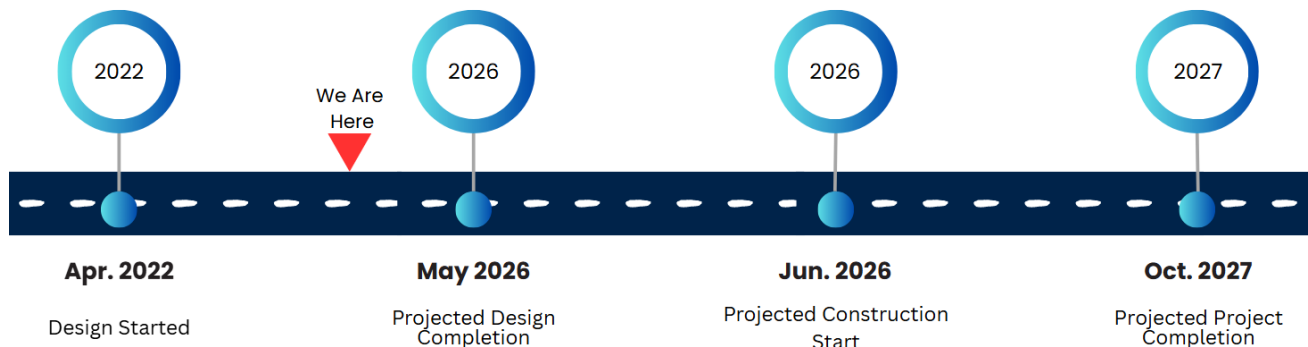 2022
2026
2026
2027
We Are
Here
Apr. 2022
May 2026
Jun. 2026
Oct. 2027
Design Started
Projected Design
Completion
Projected Construction
Start
Projected Project
Completion